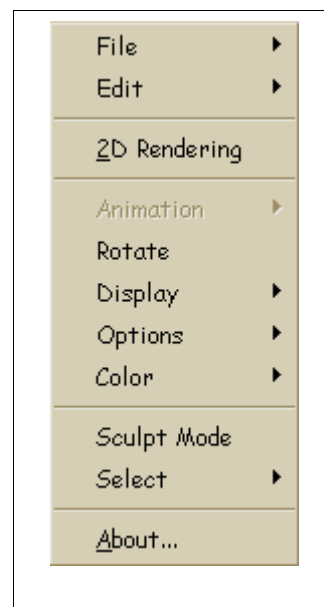 File
Edit
2D Rendering
Animation
Rotate
Display
Options
Color
Sculpt Mode
Select
About...